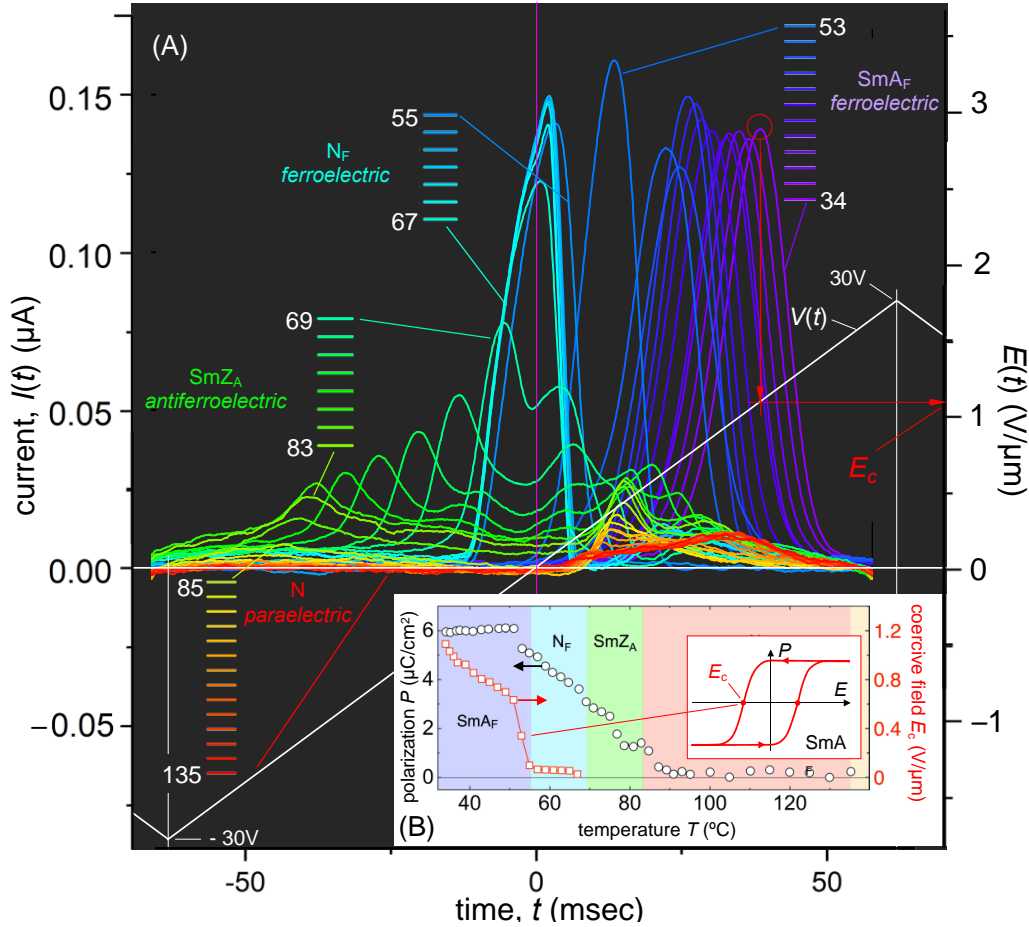 (A)
current, I(t) (µA)
0.15
0.10
0.05
0.00
−0.05
-50
0
50
time, t (msec)
3
2
1
0
−1
E(t) (V/µm)
53
SmA_F
ferroelectric
34
55
N_F
ferroelectric
67
69
SmZ_A
antiferroelectric
83
85
N
paraelectric
135
30V
V(t)
E_c
- 30V
(B)
polarization P (µC/cm²)
6
4
2
0
40
60
80
100
120
temperature T (ºC)
1.2
0.8
0.4
0
coercive field E_c (V/µm)
SmA_F
N_F
SmZ_A
P
E_c
E
SmA